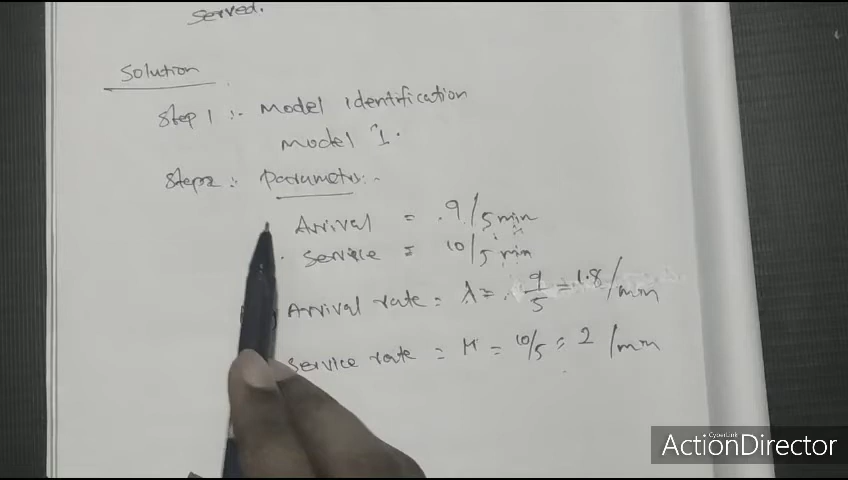 Served.
Solution
Step 1 :- Model Identification
Model 1.
Step 2 :- Parameters:-
Arrival = 9/5 min
Service = 10/5 min
Arrival rate = λ = 9/5 = 1.8/min
Service rate = μ = 10/5 = 2/min
CyberLink
ActionDirector